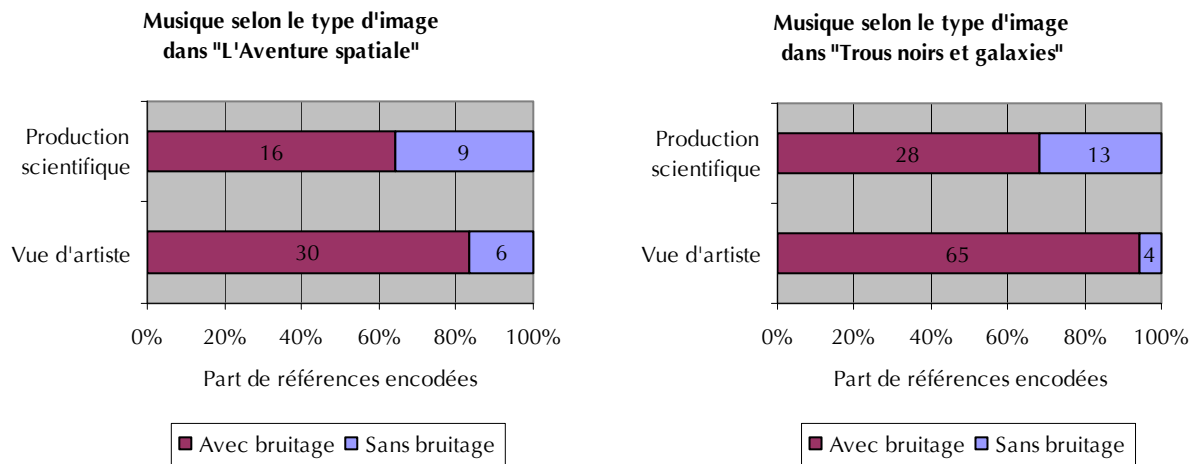 Musique selon le type d'image
dans "L'Aventure spatiale"
Production
scientifique
16
9
Vue d'artiste
30
6
0%
20%
40%
60%
80%
100%
Part de références encodées
Avec bruitage
Sans bruitage
Musique selon le type d'image
dans "Trous noirs et galaxies"
Production
scientifique
28
13
Vue d'artiste
65
4
0%
20%
40%
60%
80%
100%
Part de références encodées
Avec bruitage
Sans bruitage